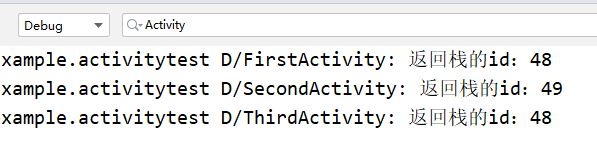 Debug Activity
xample.activitytest D/FirstActivity: 返回栈的id: 48
xample.activitytest D/SecondActivity: 返回栈的id: 49
xample.activitytest D/ThirdActivity: 返回栈的id: 48